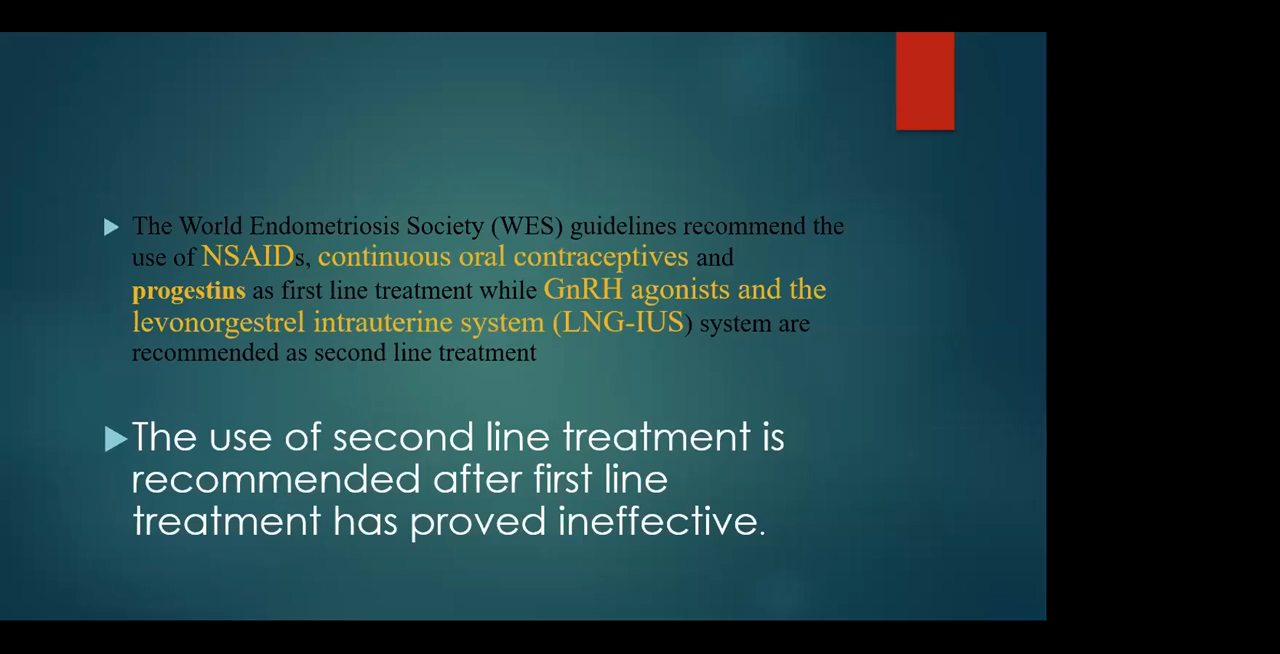 The World Endometriosis Society (WES) guidelines recommend the
use of NSAIDs, continuous oral contraceptives and
progestins as first line treatment while GnRH agonists and the
levonorgestrel intrauterine system (LNG-IUS) system are
recommended as second line treatment
The use of second line treatment is
recommended after first line
treatment has proved ineffective.